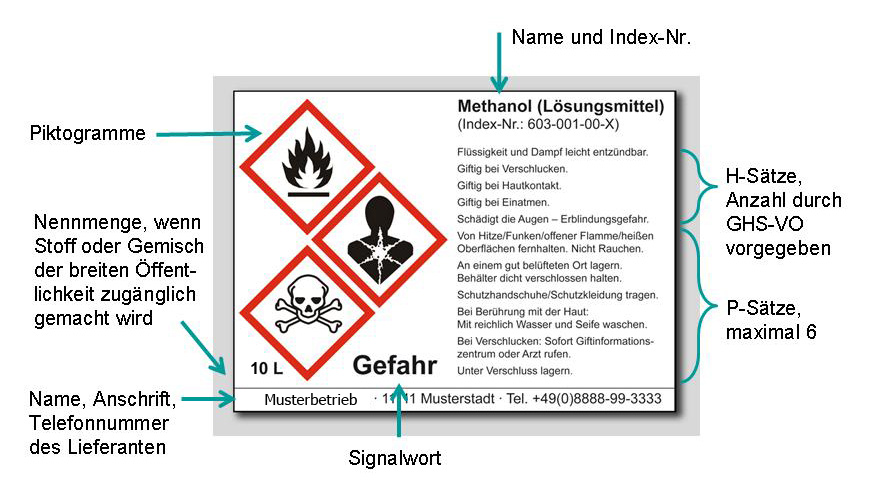 Name und Index-Nr.
Piktogramme
Nennmenge, wenn
Stoff oder Gemisch
der breiten Öffent-
lichkeit zugänglich
gemacht wird
Name, Anschrift,
Telefonnummer
des Lieferanten
Methanol (Lösungsmittel)
(Index-Nr.: 603-001-00-X)
Flüssigkeit und Dampf leicht entzündbar.
Giftig bei Verschlucken.
Giftig bei Hautkontakt.
Giftig bei Einatmen.
Schädigt die Augen – Erblindungsgefahr.
Von Hitze/Funken/offener Flamme/heißen
Oberflächen fernhalten. Nicht Rauchen.
An einem gut belüfteten Ort lagern.
Behälter dicht verschlossen halten.
Schutzhandschuhe/Schutzkleidung tragen.
Bei Berührung mit der Haut:
Mit reichlich Wasser und Seife waschen.
Bei Verschlucken: Sofort Giftinformations-
zentrum oder Arzt rufen.
Unter Verschluss lagern.
10 L
Gefahr
Musterbetrieb · Musterstadt · Tel. +49(0)8888-99-3333
H-Sätze,
Anzahl durch
GHS-VO
vorgegeben
P-Sätze,
maximal 6
Signalwort